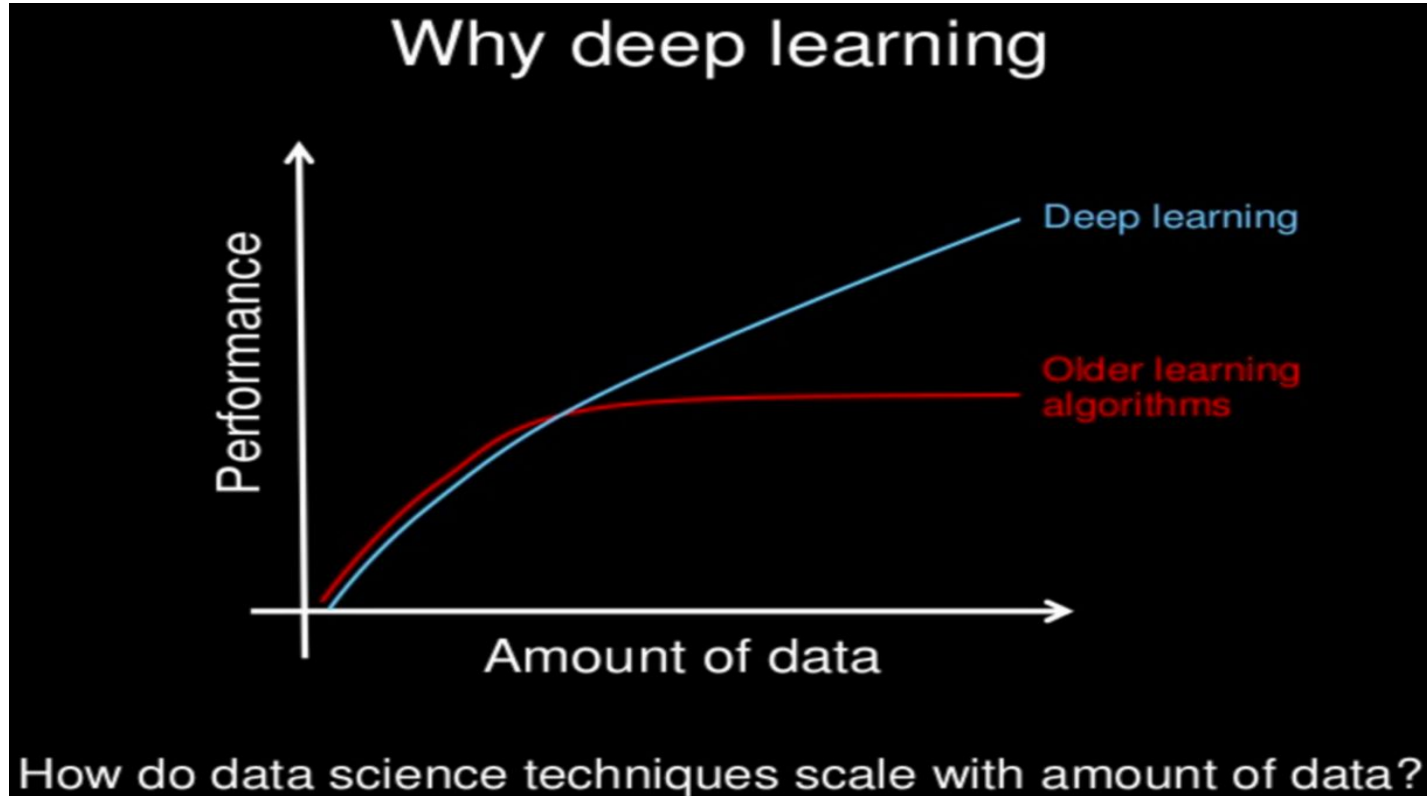 Why deep learning
Performance
Deep learning
Older learning
algorithms
Amount of data
How do data science techniques scale with amount of data?